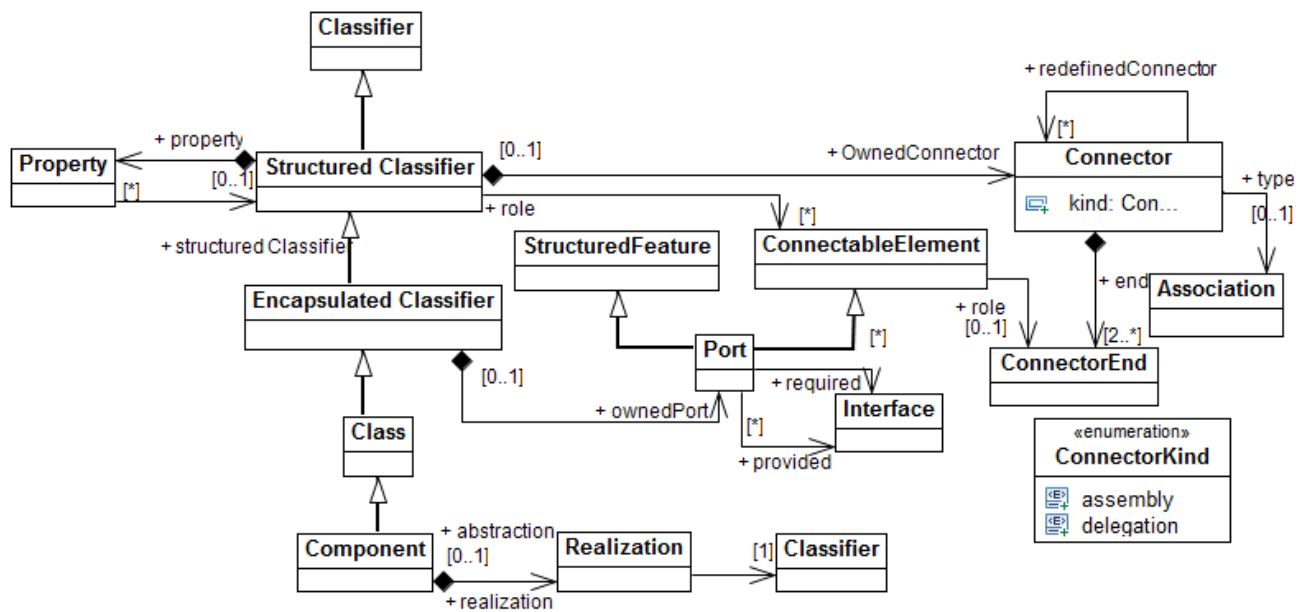 Classifier
+ redefinedConnector
[*]
+ property
[0..1]
+ OwnedConnector
Property
Structured Classifier
Connector
[*]
[0..1]
+ role
[*]
kind: Con...
+ type
[0..1]
+ structured Classifier
StructuredFeature
ConnectableElement
+ end
Association
Encapsulated Classifier
+ role
[0..1]
[2..*]
[*]
Port
ConnectorEnd
[0..1]
+ required
+ ownedPort
Interface
[*]
Class
+ provided
«enumeration»
ConnectorKind
assembly
delegation
+ abstraction
[0..1]
Component
Realization
[1]
Classifier
+ realization